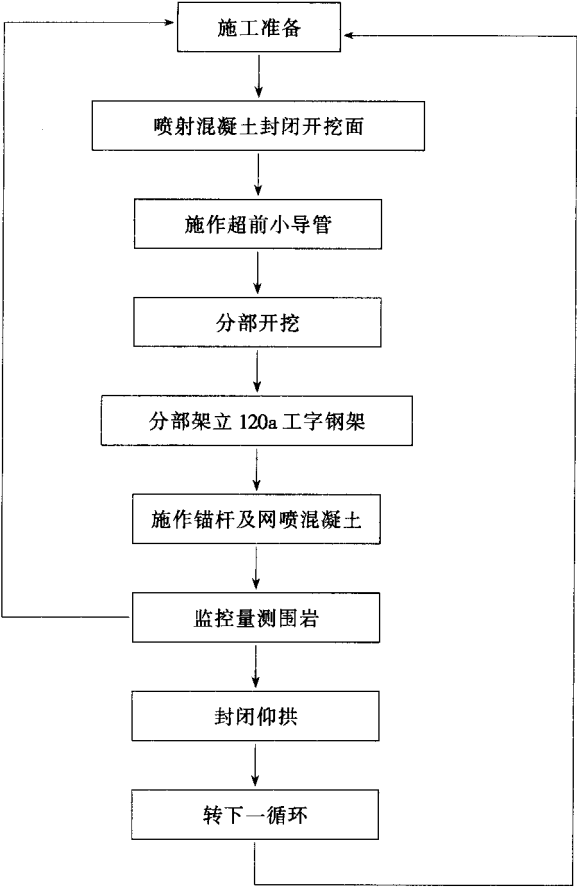 施工准备
喷射混凝土封闭开挖面
施作超前小导管
分部开挖
分部架立 120a 工字钢架
施作锚杆及网喷混凝土
监控量测围岩
封闭仰拱
转下一循环